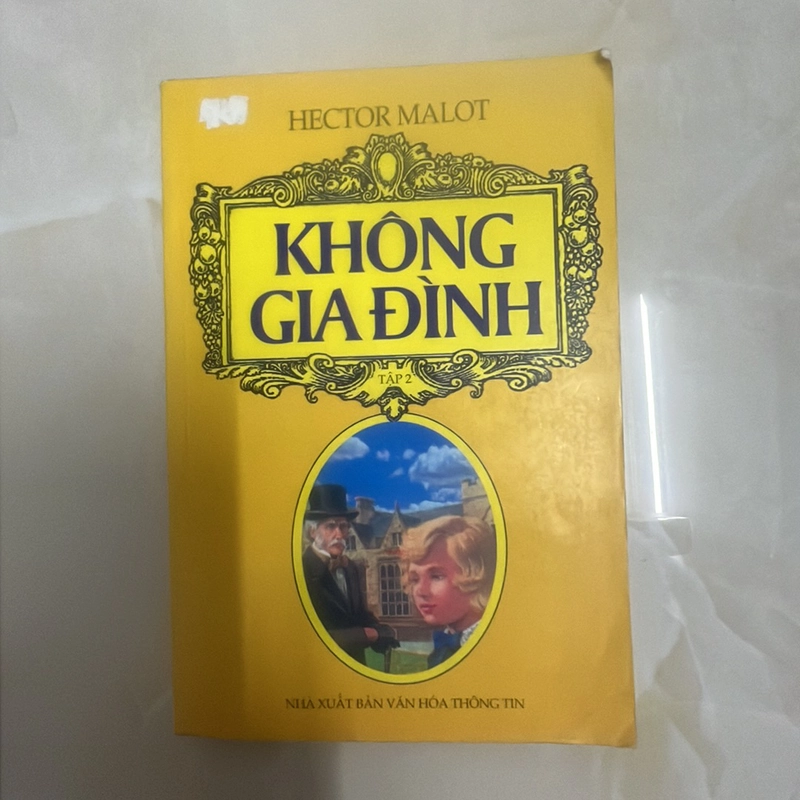 HECTOR MALOT
KHÔNG
GIA ĐÌNH
TẬP 2
NHÀ XUẤT BẢN VĂN HÓA THÔNG TIN